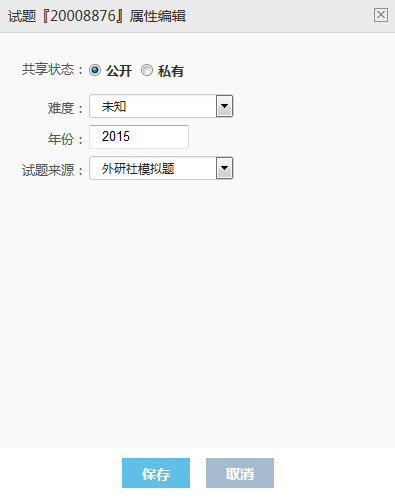 试题『20008876』属性编辑
共享状态： 公开 私有
难度： 未知
年份： 2015
试题来源： 外研社模拟题
保存 取消